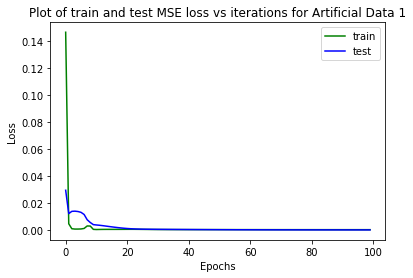 Plot of train and test MSE loss vs iterations for Artificial Data 1
train
test
0.14
0.12
0.10
0.08
0.06
0.04
0.02
0.00
Loss
0 20 40 60 80 100
Epochs